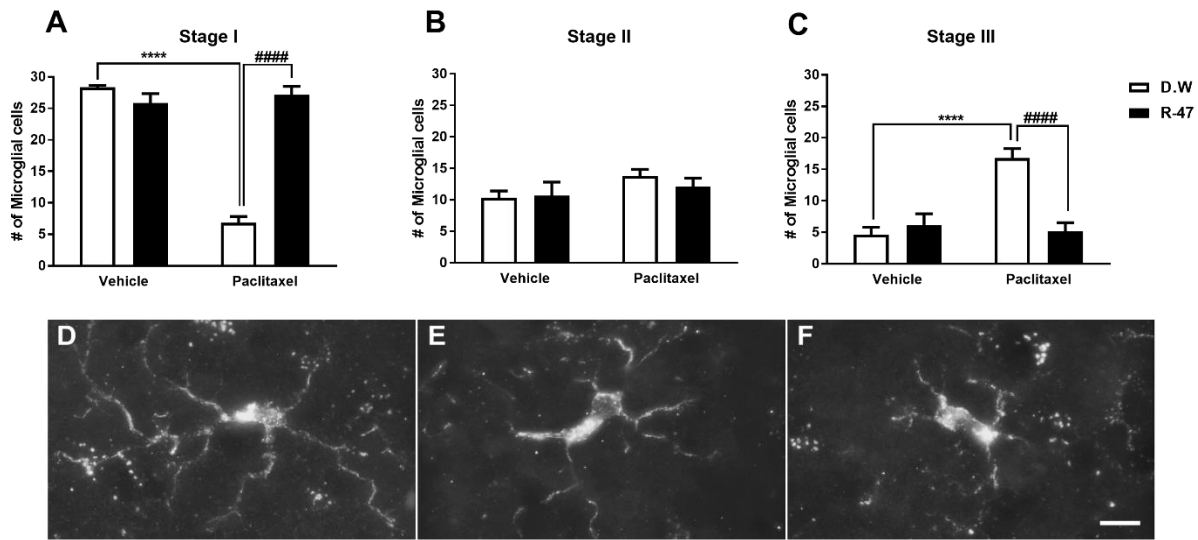 A
Stage I
****
####
# of Microglial cells
30
25
20
15
10
5
0
Vehicle Paclitaxel
B
Stage II
# of Microglial cells
30
25
20
15
10
5
0
Vehicle Paclitaxel
C
Stage III
****
####
# of Microglial cells
30
25
20
15
10
5
0
Vehicle Paclitaxel
D.W
R-47
D
E
F